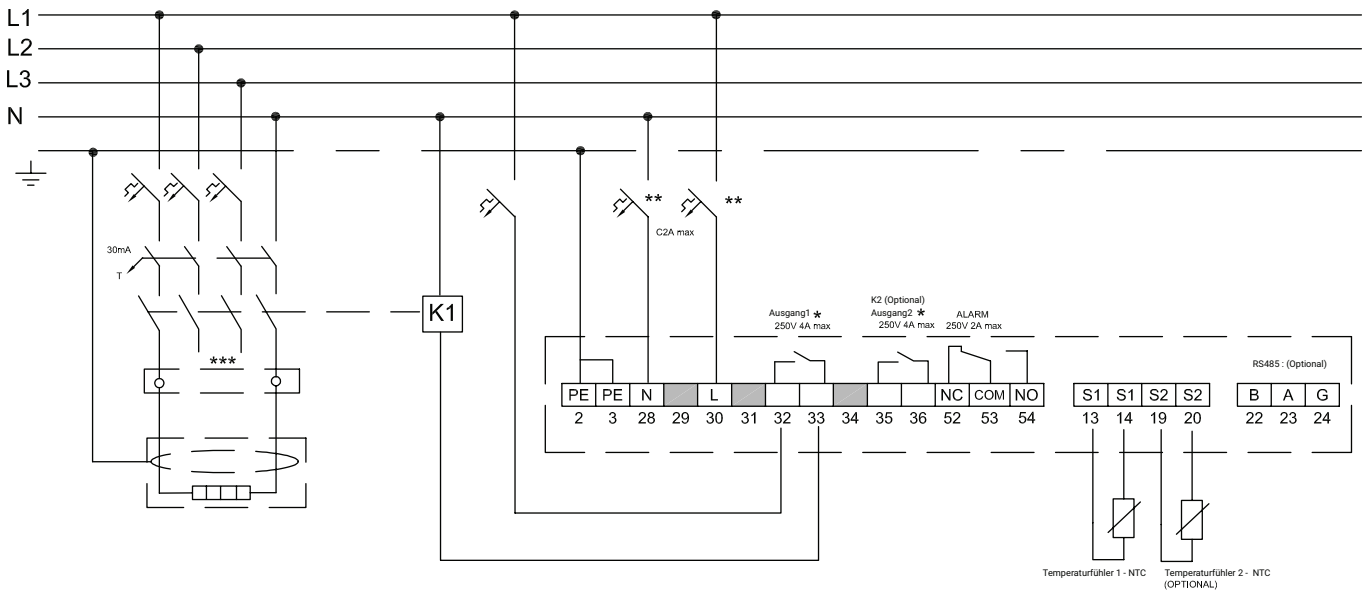 L1
L2
L3
N
**
**
C2A max
30mA
T
K1
***
Ausgang1 *
250V 4A max
K2 (Optional)
Ausgang2 *
250V 4A max
ALARM
250V 2A max
RS485 : (Optional)
PE PE N L NC COM NO S1 S1 S2 S2 B A G
2 3 28 29 30 31 32 33 34 35 36 52 53 54 13 14 19 20 22 23 24
Temperaturfühler 1 - NTC
Temperaturfühler 2 - NTC
(OPTIONAL)